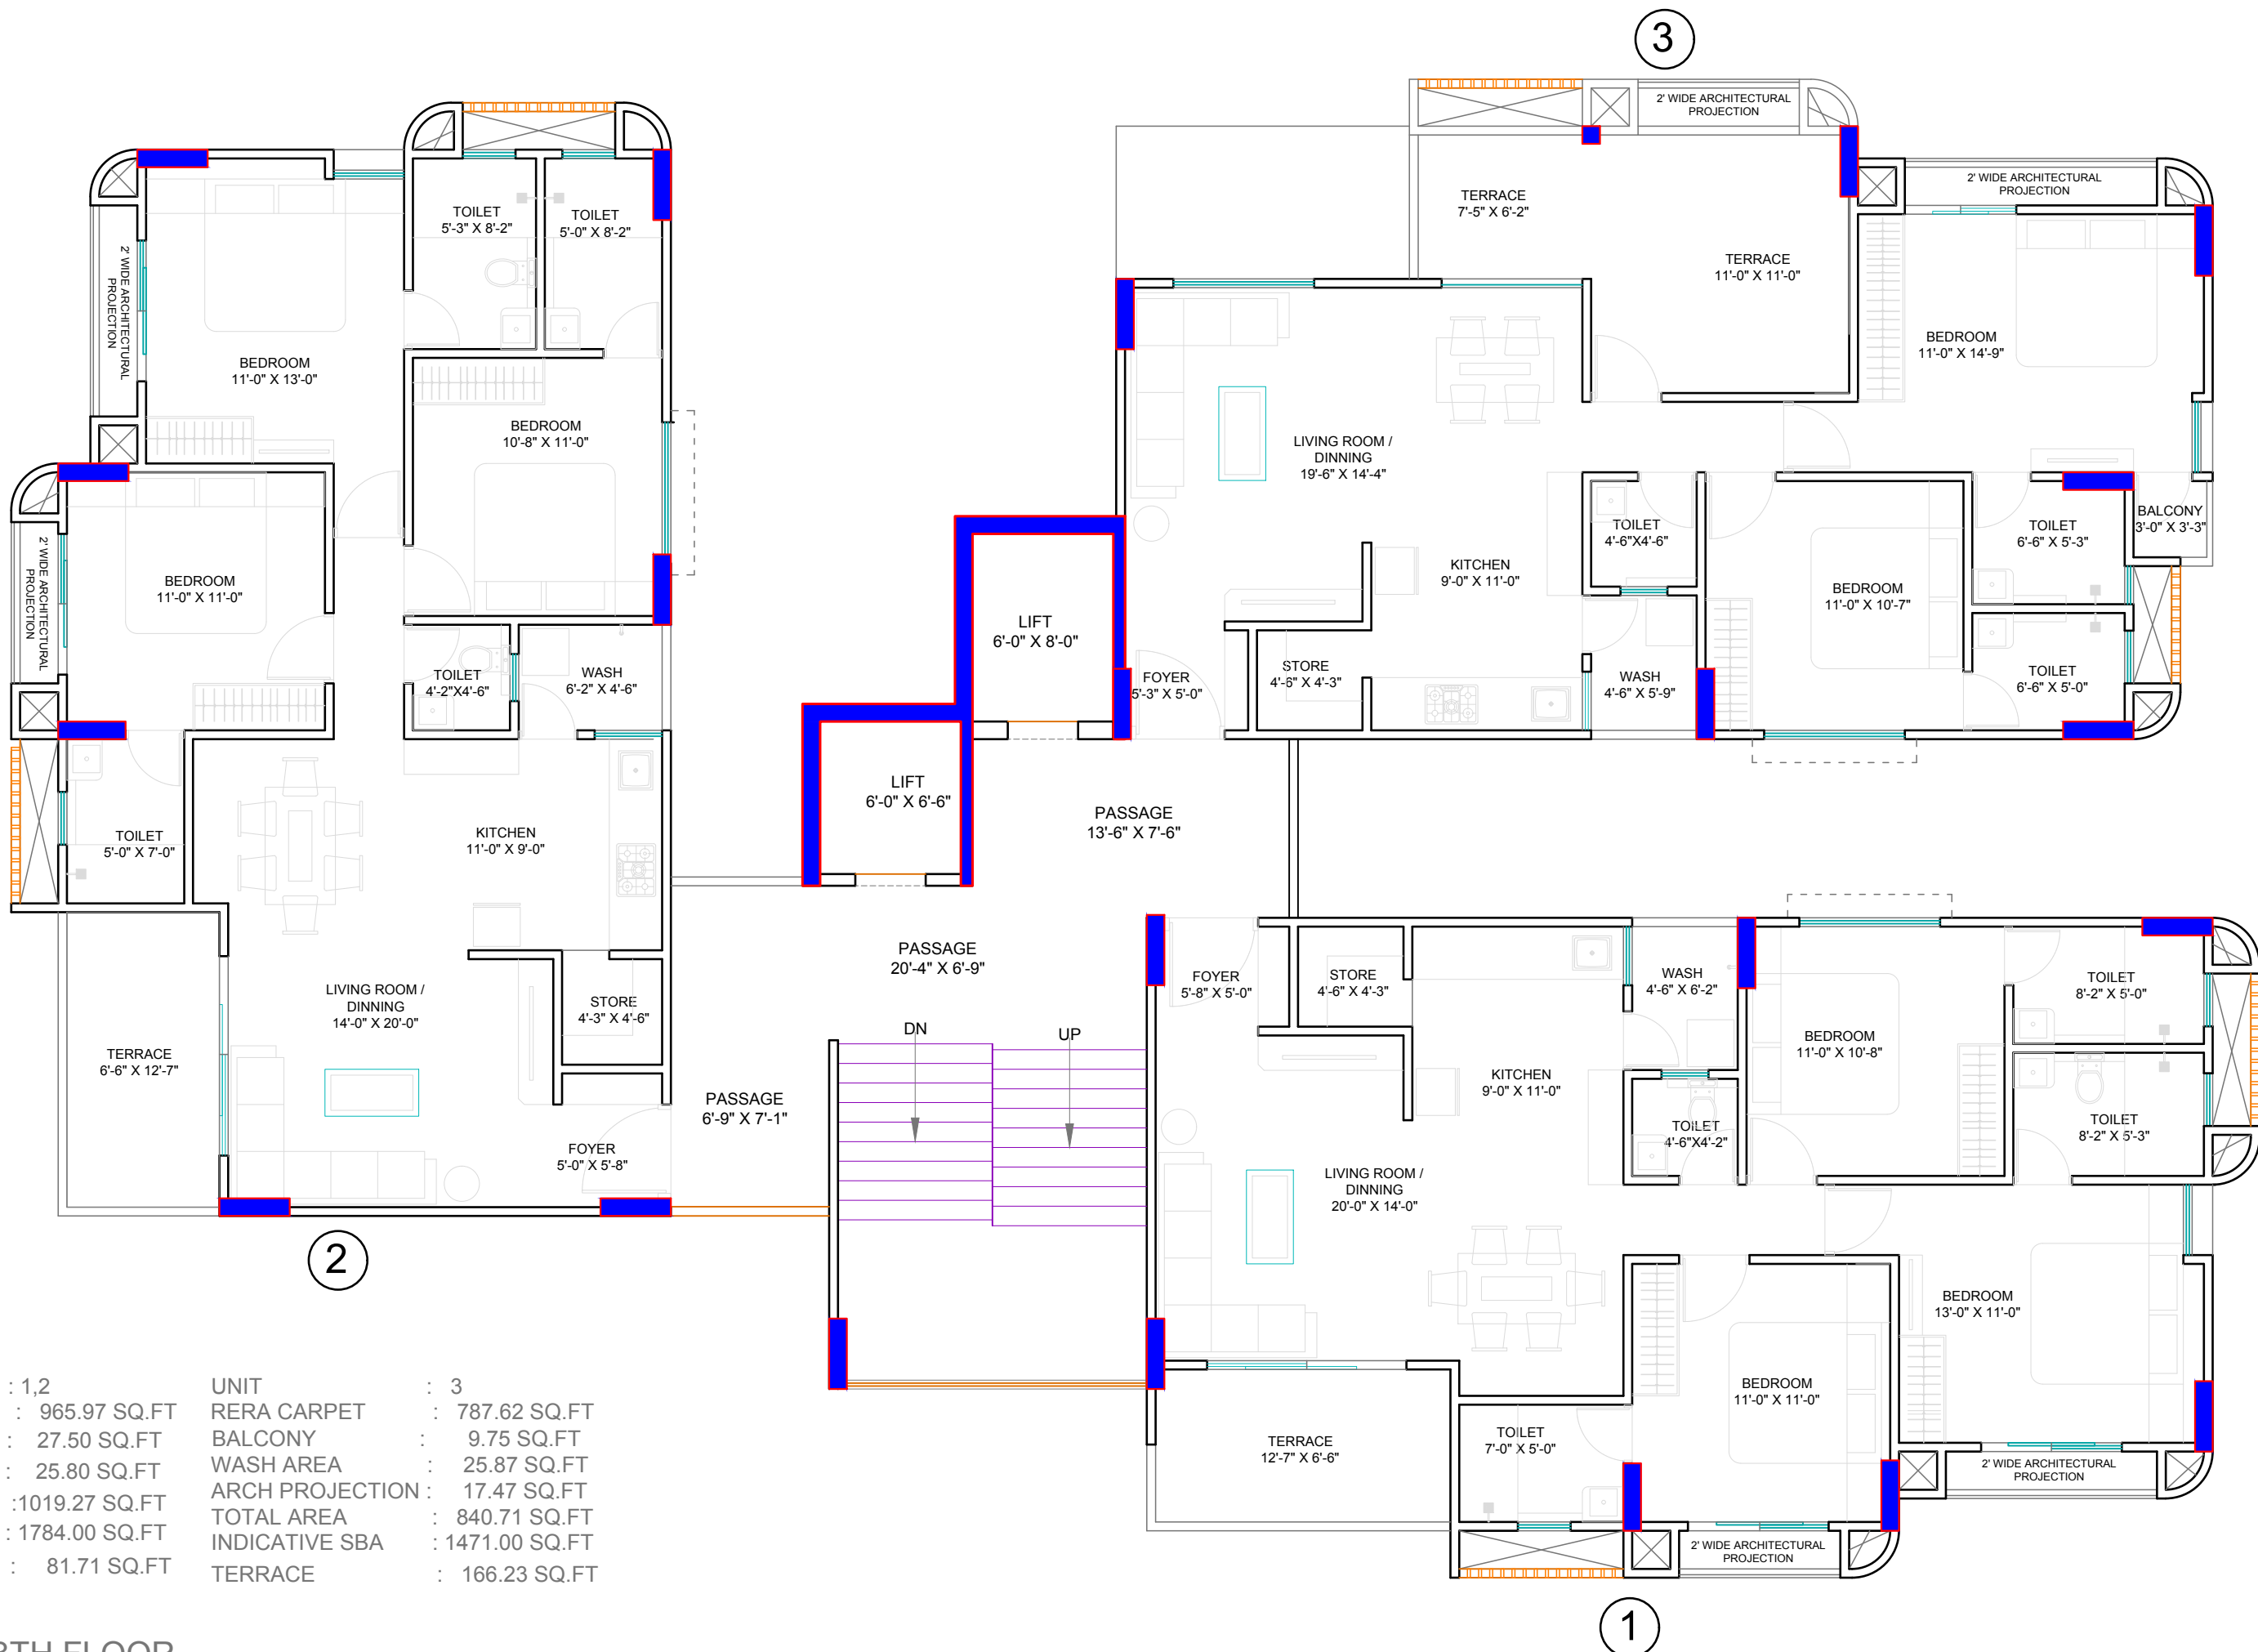 3
2' WIDE ARCHITECTURAL
PROJECTION
TERRACE
7'-5" X 6'-2"
TERRACE
11'-0" X 11'-0"
2' WIDE ARCHITECTURAL
PROJECTION
BEDROOM
11'-0" X 14'-9"
LIVING ROOM /
DINNING
19'-6" X 14'-4"
KITCHEN
9'-0" X 11'-0"
TOILET
4'-6"X4'-6"
BEDROOM
11'-0" X 10'-7"
TOILET
6'-6" X 5'-3"
BALCONY
3'-0" X 3'-3"
TOILET
6'-6" X 5'-0"
WASH
4'-6" X 5'-9"
STORE
4'-6" X 4'-3"
FOYER
5'-3" X 5'-0"
LIFT
6'-0" X 8'-0"
LIFT
6'-0" X 6'-6"
PASSAGE
13'-6" X 7'-6"
PASSAGE
20'-4" X 6'-9"
PASSAGE
6'-9" X 7'-1"
DN
UP
TOILET
5'-3" X 8'-2"
TOILET
5'-0" X 8'-2"
2' WIDE ARCHITECTURAL
PROJECTION
BEDROOM
11'-0" X 13'-0"
BEDROOM
10'-8" X 11'-0"
2' WIDE ARCHITECTURAL
PROJECTION
BEDROOM
11'-0" X 11'-0"
TOILET
4'-2"X4'-6"
WASH
6'-2" X 4'-6"
TOILET
5'-0" X 7'-0"
KITCHEN
11'-0" X 9'-0"
LIVING ROOM /
DINNING
14'-0" X 20'-0"
STORE
4'-3" X 4'-6"
TERRACE
6'-6" X 12'-7"
FOYER
5'-0" X 5'-8"
2
FOYER
5'-8" X 5'-0"
STORE
4'-6" X 4'-3"
WASH
4'-6" X 6'-2"
TOILET
8'-2" X 5'-0"
BEDROOM
11'-0" X 10'-8"
KITCHEN
9'-0" X 11'-0"
TOILET
4'-6"X4'-2"
TOILET
8'-2" X 5'-3"
LIVING ROOM /
DINNING
20'-0" X 14'-0"
BEDROOM
13'-0" X 11'-0"
BEDROOM
11'-0" X 11'-0"
TERRACE
12'-7" X 6'-6"
TOILET
7'-0" X 5'-0"
2' WIDE ARCHITECTURAL
PROJECTION
2' WIDE ARCHITECTURAL
PROJECTION
1
: 1,2
: 965.97 SQ.FT
: 27.50 SQ.FT
: 25.80 SQ.FT
:1019.27 SQ.FT
: 1784.00 SQ.FT
: 81.71 SQ.FT
UNIT : 3
RERA CARPET : 787.62 SQ.FT
BALCONY : 9.75 SQ.FT
WASH AREA : 25.87 SQ.FT
ARCH PROJECTION : 17.47 SQ.FT
TOTAL AREA : 840.71 SQ.FT
INDICATIVE SBA : 1471.00 SQ.FT
TERRACE : 166.23 SQ.FT
FLOOR